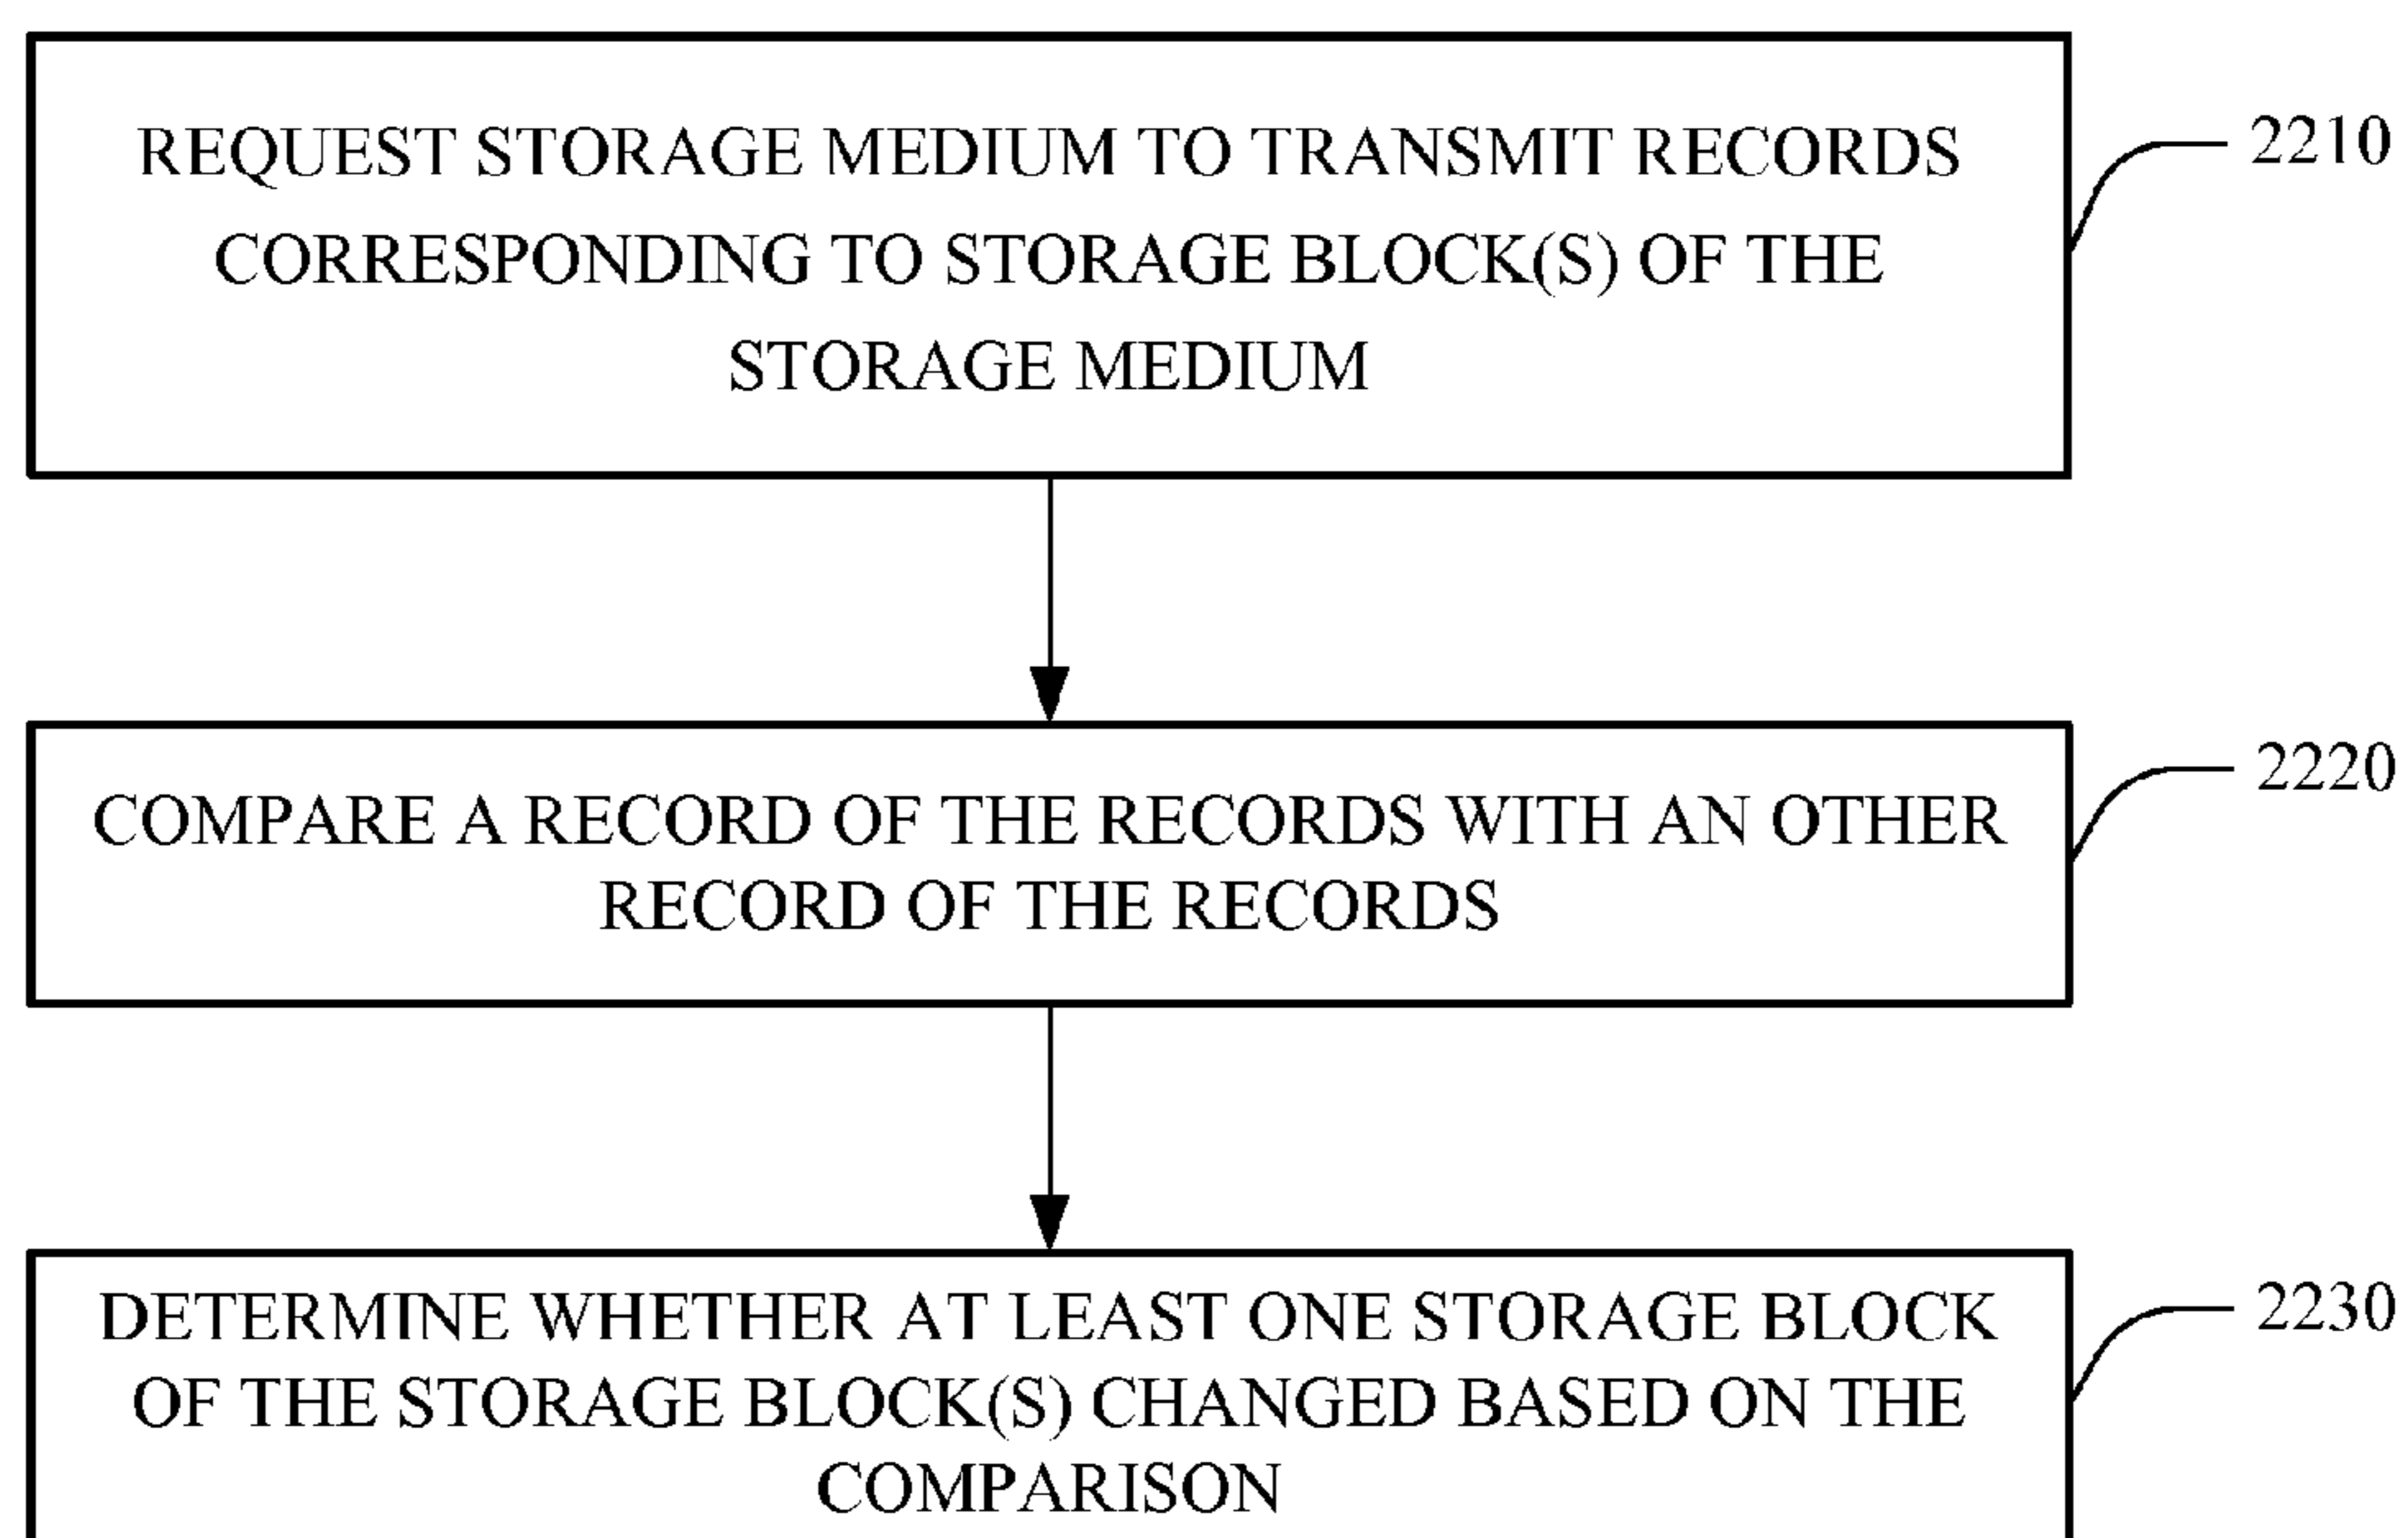 REQUEST STORAGE MEDIUM TO TRANSMIT RECORDS
CORRESPONDING TO STORAGE BLOCK(S) OF THE
STORAGE MEDIUM
2210
COMPARE A RECORD OF THE RECORDS WITH AN OTHER
RECORD OF THE RECORDS
2220
DETERMINE WHETHER AT LEAST ONE STORAGE BLOCK
OF THE STORAGE BLOCK(S) CHANGED BASED ON THE
COMPARISON
2230